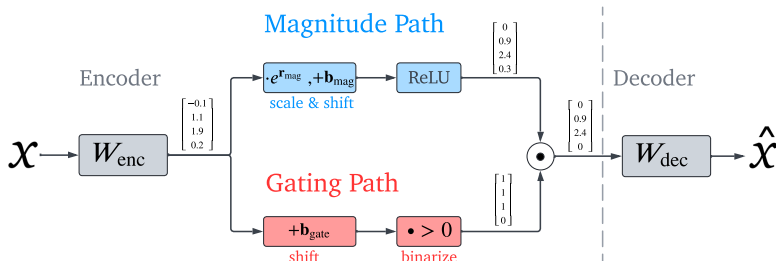 Magnitude Path
Encoder
Decoder
·e^{r_mag} ,+b_mag
ReLU
scale & shift
[0 0.9 2.4 0.3]
[−0.1 1.1 1.9 0.2]
x
W_enc
[0 0.9 2.4 0]
W_dec
x̂
Gating Path
[1 1 1 0]
+b_gate
• > 0
shift
binarize